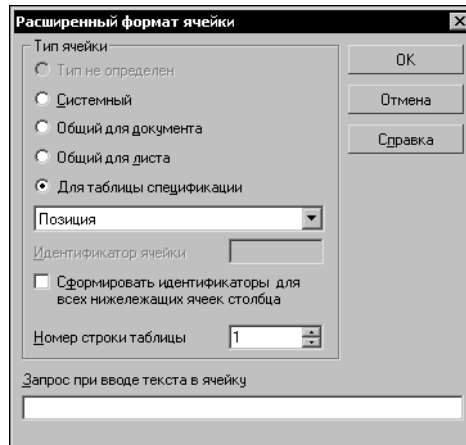 Расширенный формат ячейки
Тип ячейки
Тип не определен
Системный
Общий для документа
Общий для листа
Для таблицы спецификации
Позиция
Идентификатор ячейки
Сформировать идентификаторы для
всех нижележащих ячеек столбца
Номер строки таблицы
1
OK
Отмена
Справка
Запрос при вводе текста в ячейку